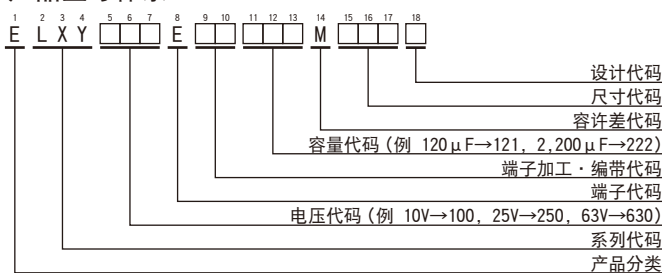 1 2 3 4 5 6 7 8 9 10 11 12 13 14 15 16 17 18
E L X Y □□□ E □□ □□□ M □□□ □
设计代码
尺寸代码
容许差代码
容量代码（例 120μF→121, 2,200μF→222）
端子加工・编带代码
端子代码
电压代码（例 10V→100, 25V→250, 63V→630）
系列代码
产品分类